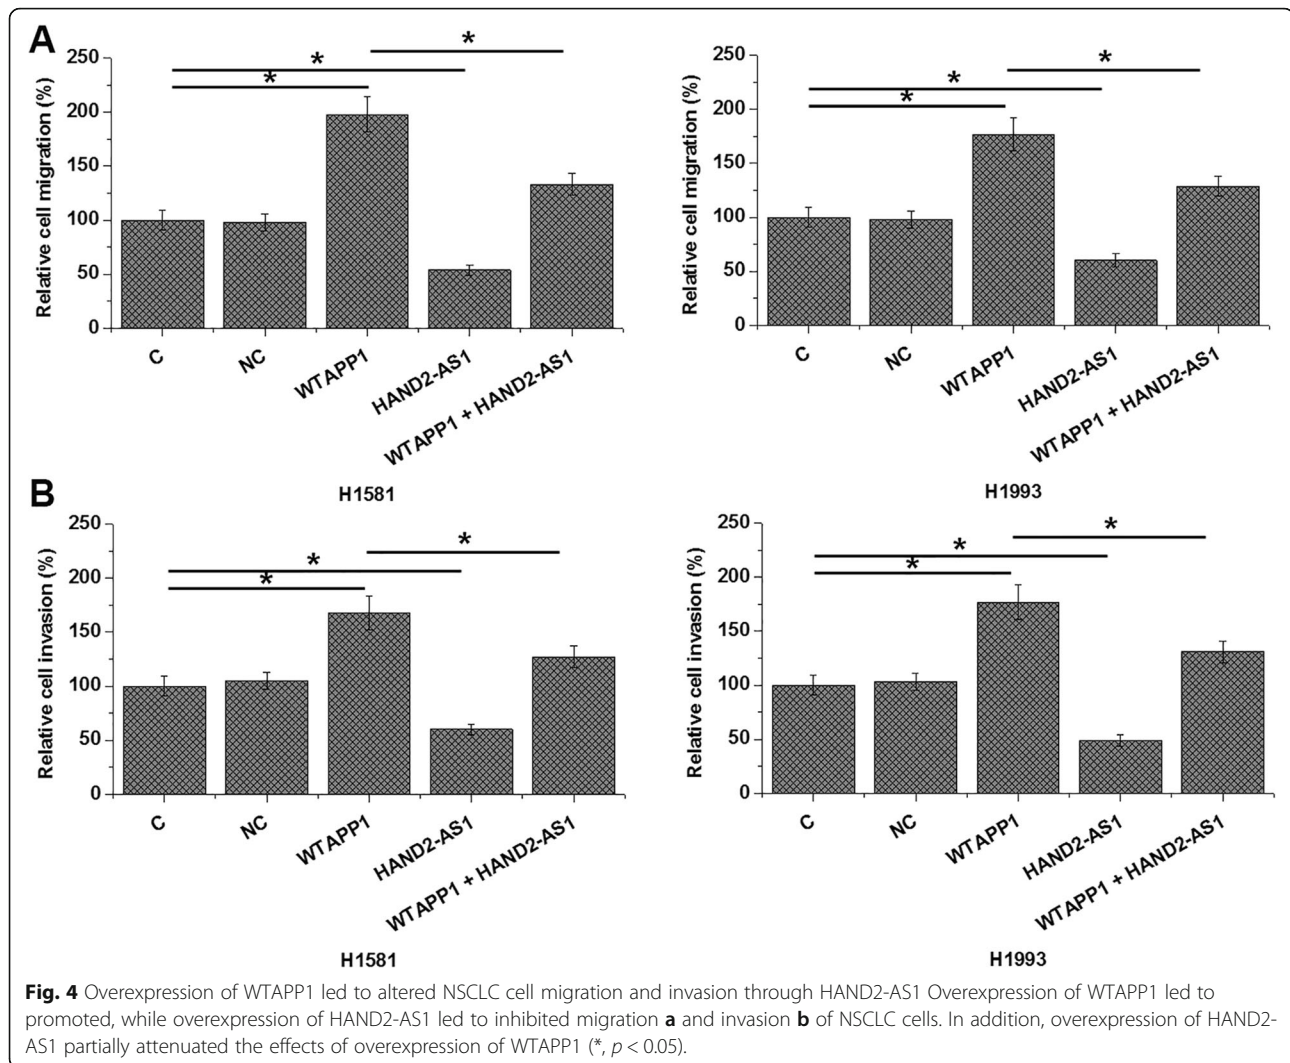 A
Relative cell migration (%)
250
200
150
100
50
0
*
*
*
C
NC
WTAPP1
HAND2-AS1
WTAPP1 + HAND2-AS1
H1581
Relative cell migration (%)
250
200
150
100
50
0
*
*
*
C
NC
WTAPP1
HAND2-AS1
WTAPP1 + HAND2-AS1
H1993
B
Relative cell invasion (%)
250
200
150
100
50
0
*
*
*
C
NC
WTAPP1
HAND2-AS1
WTAPP1 + HAND2-AS1
H1581
Relative cell invasion (%)
250
200
150
100
50
0
*
*
*
C
NC
WTAPP1
HAND2-AS1
WTAPP1 + HAND2-AS1
H1993
Fig. 4 Overexpression of WTAPP1 led to altered NSCLC cell migration and invasion through HAND2-AS1 Overexpression of WTAPP1 led to
promoted, while overexpression of HAND2-AS1 led to inhibited migration a and invasion b of NSCLC cells. In addition, overexpression of HAND2-
AS1 partially attenuated the effects of overexpression of WTAPP1 (*, p < 0.05).